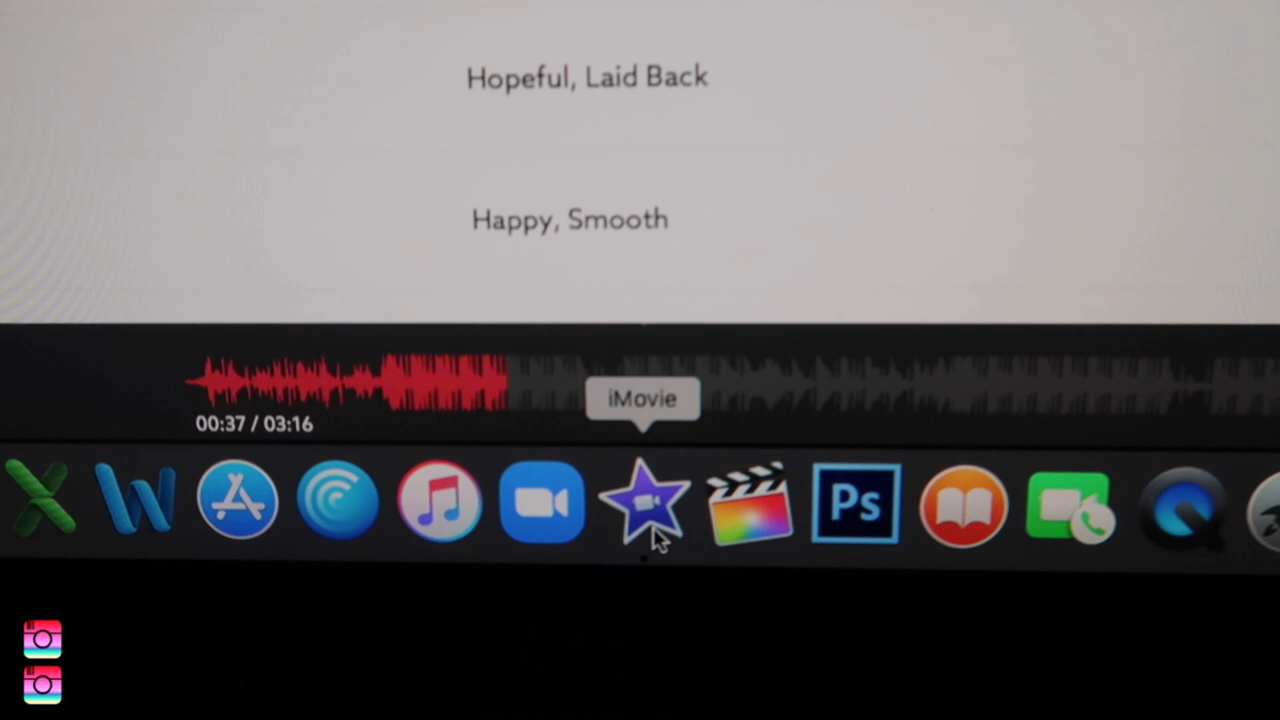 Hopeful, Laid Back
Happy, Smooth
iMovie
00:37 / 03:16
Ps